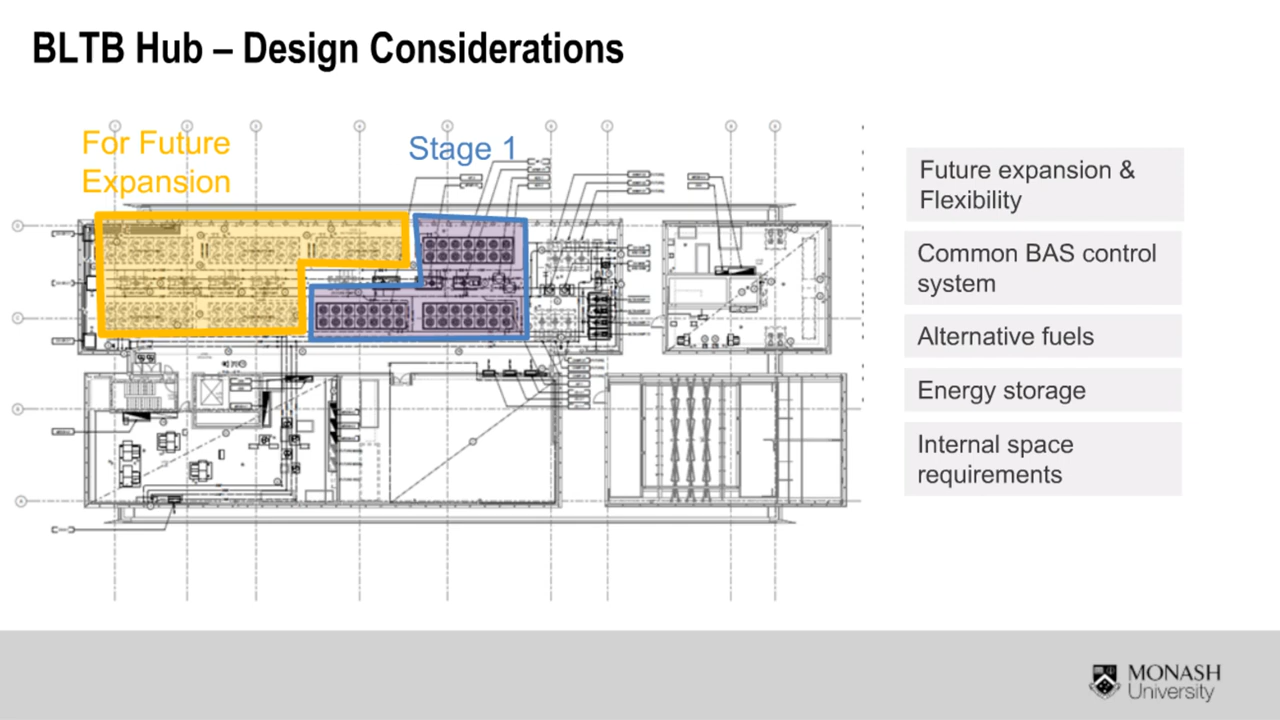 BLTB Hub – Design Considerations
For Future
Expansion
Stage 1
Future expansion &
Flexibility
Common BAS control
system
Alternative fuels
Energy storage
Internal space
requirements
MONASH
University